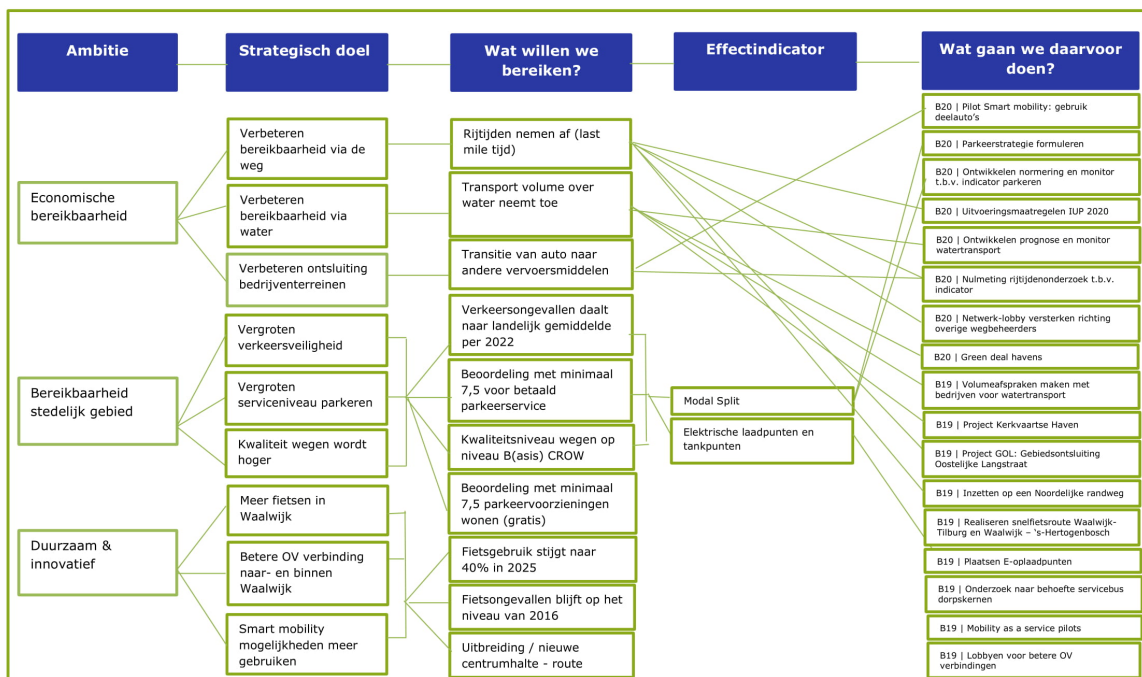 Ambitie
Strategisch doel
Wat willen we
bereiken?
Effectindicator
Wat gaan we daarvoor
doen?
Economische
bereikbaarheid
Bereikbaarheid
stedelijk gebied
Duurzaam &
innovatief
Verbeteren
bereikbaarheid via de
weg
Verbeteren
bereikbaarheid via
water
Verbeteren ontsluiting
bedrijventerreinen
Vergroten
verkeersveiligheid
Vergroten
serviceniveau parkeren
Kwaliteit wegen wordt
hoger
Meer fietsen in
Waalwijk
Betere OV verbinding
naar- en binnen
Waalwijk
Smart mobility
mogelijkheden meer
gebruiken
Rijtijden nemen af (last
mile tijd)
Transport volume over
water neemt toe
Transitie van auto naar
andere vervoersmiddelen
Verkeersongevallen daalt
naar landelijk gemiddelde
per 2022
Beoordeling met minimaal
7,5 voor betaald
parkeerservice
Kwaliteitsniveau wegen op
niveau B(asis) CROW
Beoordeling met minimaal
7,5 parkeervoorzieningen
wonen (gratis)
Fietsgebruik stijgt naar
40% in 2025
Fietsongevallen blijft op het
niveau van 2016
Uitbreiding / nieuwe
centrumhalte - route
Modal Split
Elektrische laadpunten en
tankpunten
B20 | Pilot Smart mobility: gebruik
deelauto's
B20 | Parkeerstrategie formuleren
B20 | Ontwikkelen normering en monitor
t.b.v. indicator parkeren
B20 | Uitvoeringsmaatregelen IUP 2020
B20 | Ontwikkelen prognose en monitor
watertransport
B20 | Nulmeting rijtijdenonderzoek t.b.v.
indicator
B20 | Netwerk-lobby versterken richting
overige wegbeheerders
B20 | Green deal havens
B19 | Volumeafspraken maken met
bedrijven voor watertransport
B19 | Project Kerkvaartse Haven
B19 | Project GOL: Gebiedsontsluiting
Oostelijke Langstraat
B19 | Inzetten op een Noordelijke randweg
B19 | Realiseren snelfietsroute Waalwijk-
Tilburg en Waalwijk – 's-Hertogenbosch
B19 | Plaatsen E-oplaadpunten
B19 | Onderzoek naar behoefte servicebus
dorpskernen
B19 | Mobility as a service pilots
B19 | Lobbyen voor betere OV
verbindingen